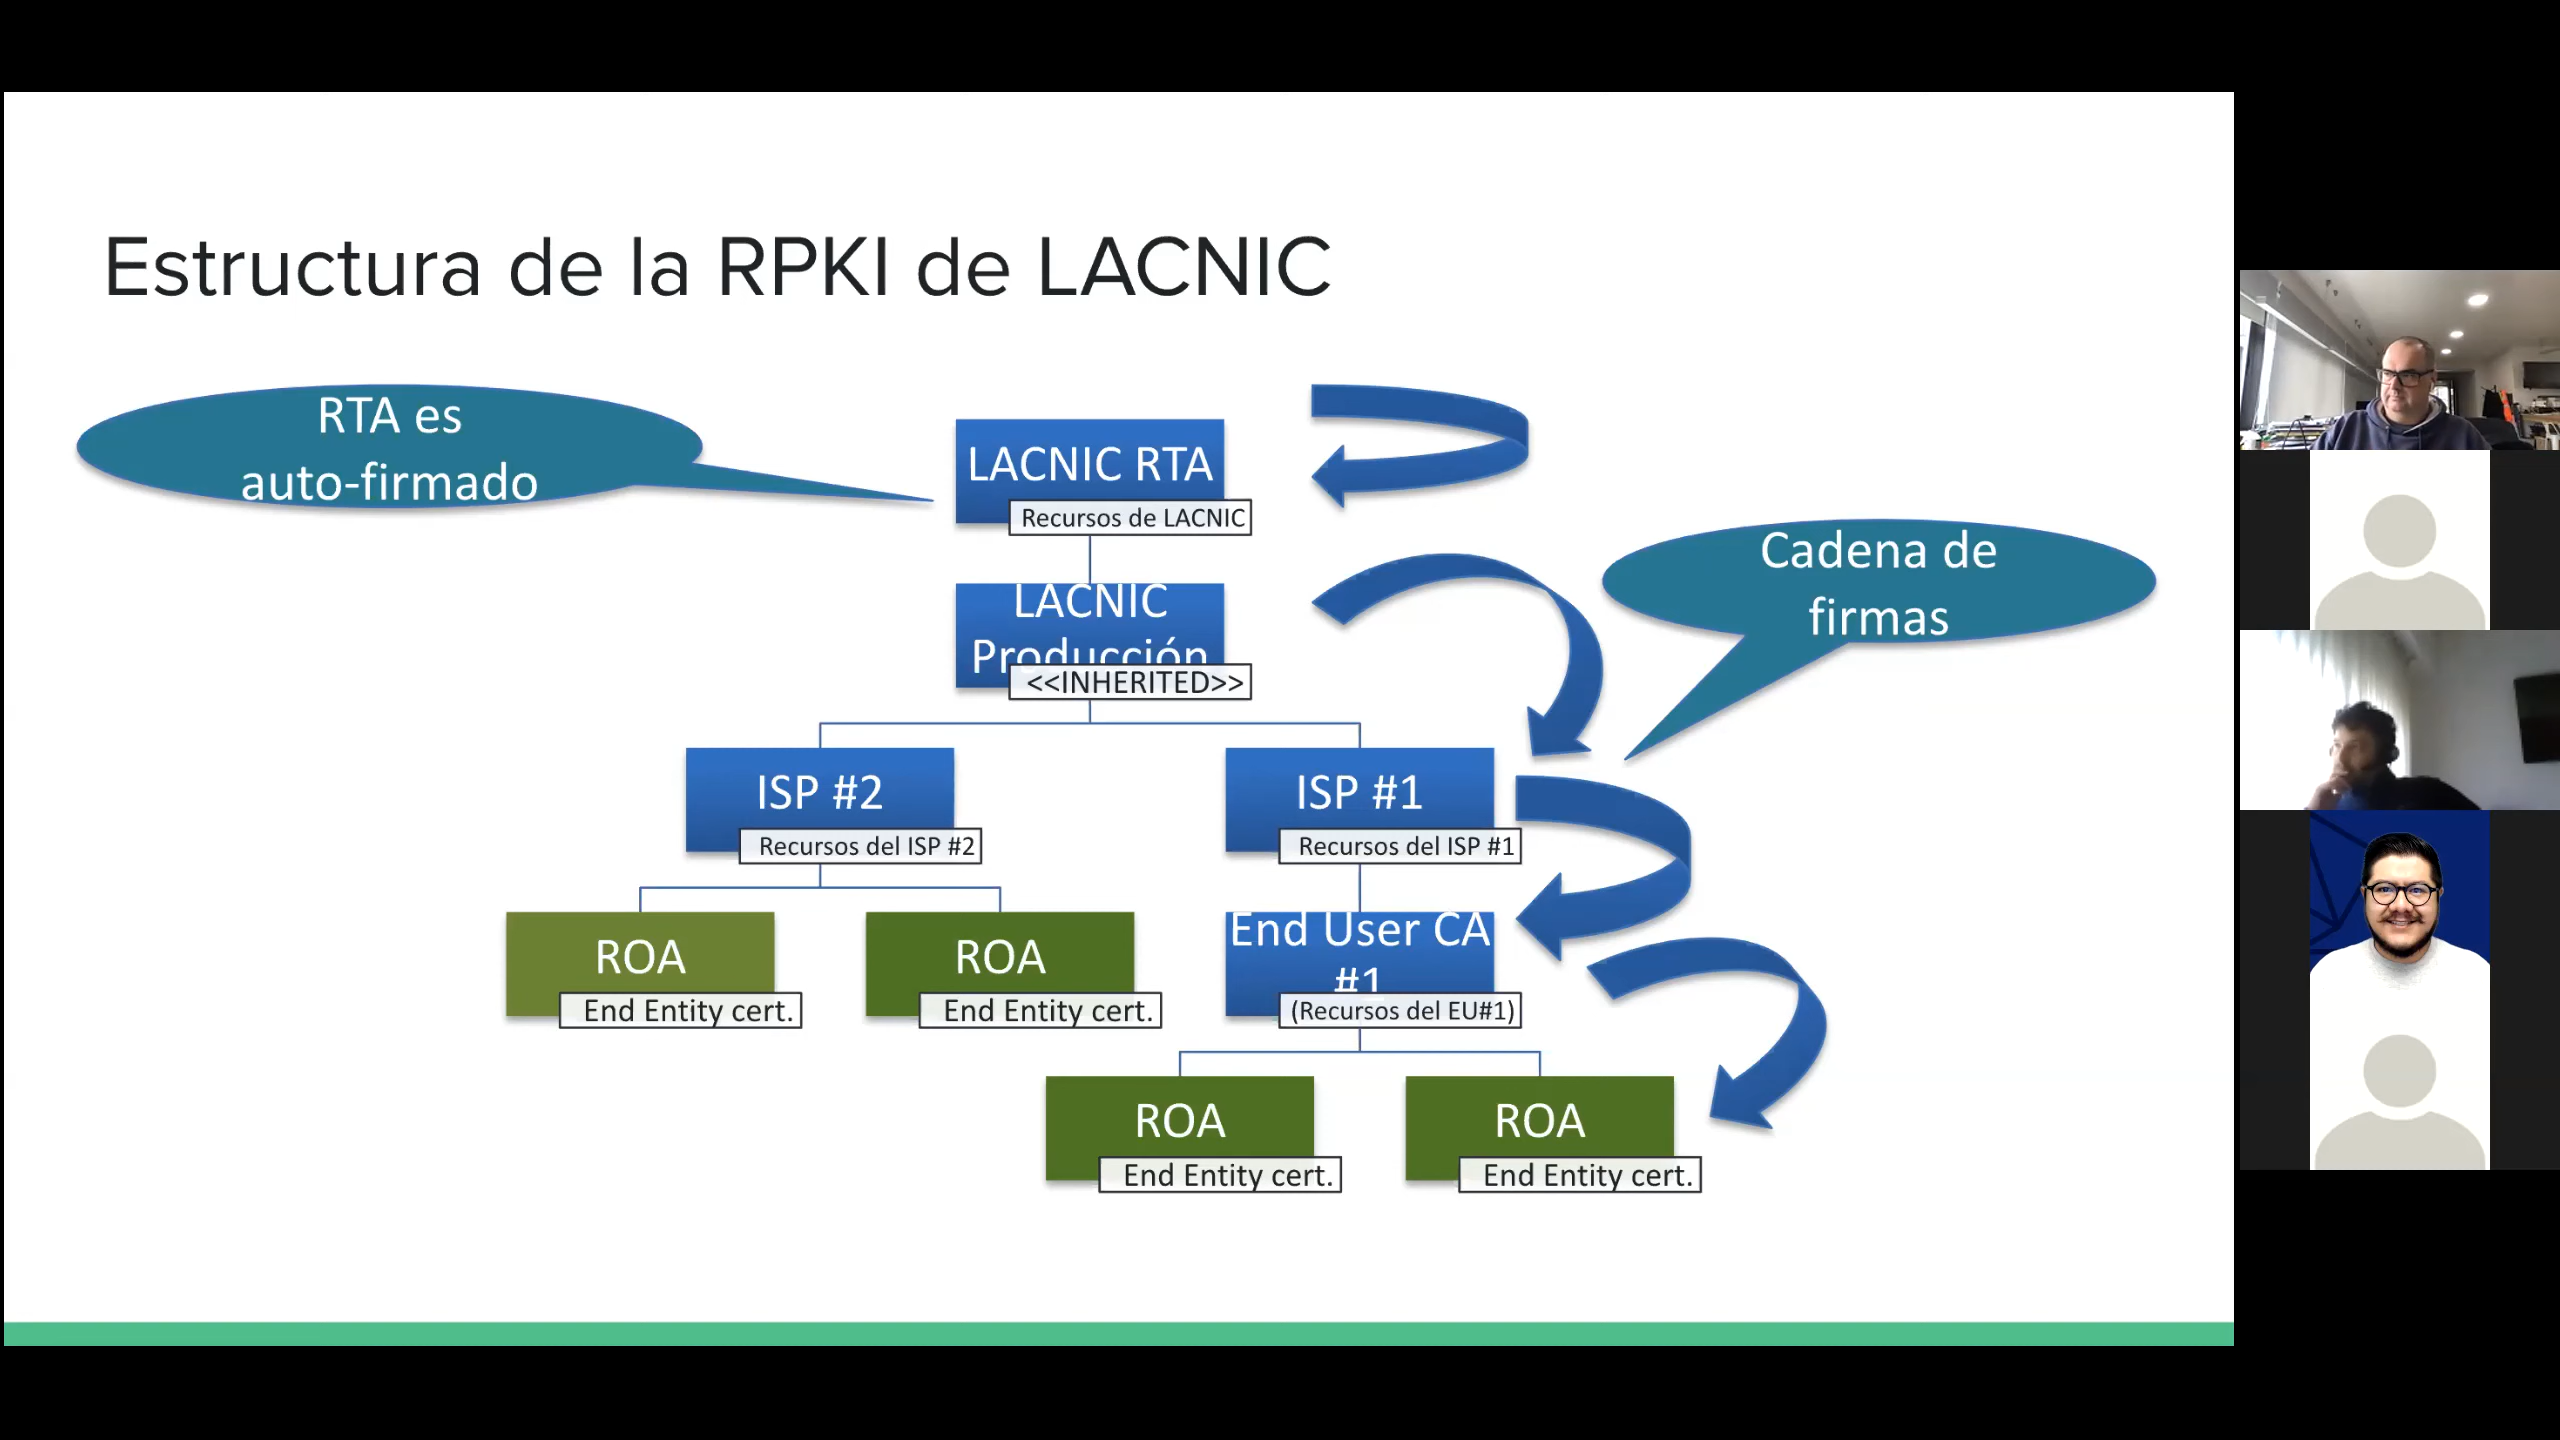 Estructura de la RPKI de LACNIC
RTA es
auto-firmado
LACNIC RTA
Recursos de LACNIC
Cadena de
firmas
LACNIC
Producción
<<INHERITED>>
ISP #2
Recursos del ISP #2
ISP #1
Recursos del ISP #1
ROA
End Entity cert.
ROA
End Entity cert.
End User CA
#1
(Recursos del EU#1)
ROA
End Entity cert.
ROA
End Entity cert.